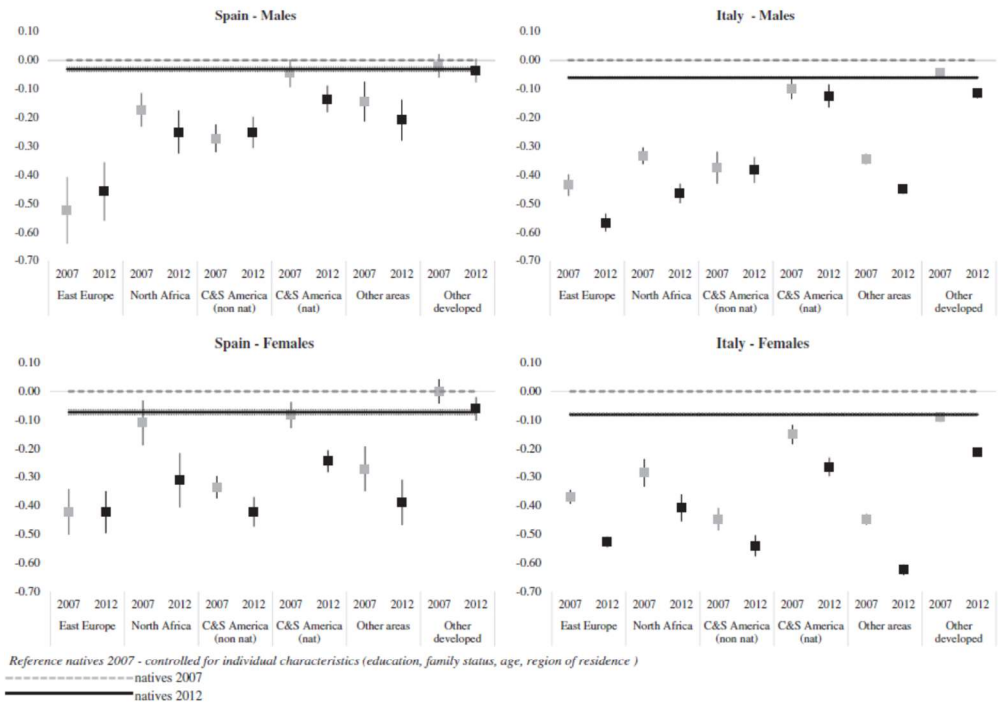 Spain - Males
0.10
0.00
-0.10
-0.20
-0.30
-0.40
-0.50
-0.60
-0.70
2007 2012 2007 2012 2007 2012 2007 2012 2007 2012 2007 2012
East Europe North Africa C&S America C&S America Other areas Other
(non nat) (nat) developed
Italy - Males
0.10
0.00
-0.10
-0.20
-0.30
-0.40
-0.50
-0.60
-0.70
2007 2012 2007 2012 2007 2012 2007 2012 2007 2012 2007 2012
East Europe North Africa C&S America C&S America Other areas Other
(non nat) (nat) developed
Spain - Females
0.10
0.00
-0.10
-0.20
-0.30
-0.40
-0.50
-0.60
-0.70
2007 2012 2007 2012 2007 2012 2007 2012 2007 2012 2007 2012
East Europe North Africa C&S America C&S America Other areas Other
(non nat) (nat) developed
Italy - Females
0.10
0.00
-0.10
-0.20
-0.30
-0.40
-0.50
-0.60
-0.70
2007 2012 2007 2012 2007 2012 2007 2012 2007 2012 2007 2012
East Europe North Africa C&S America C&S America Other areas Other
(non nat) (nat) developed
Reference natives 2007 - controlled for individual characteristics (education, family status, age, region of residence )
natives 2007
natives 2012